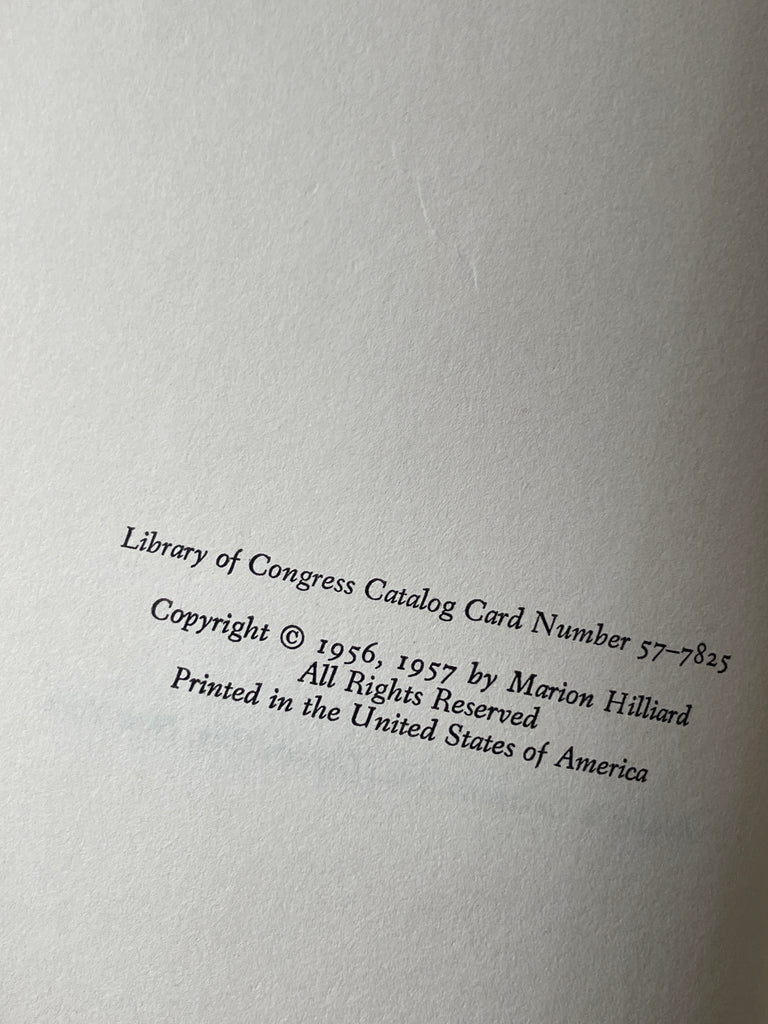 Library of Congress Catalog Card Number 57–7825
Copyright © 1956, 1957 by Marion Hilliard
All Rights Reserved
Printed in the United States of America